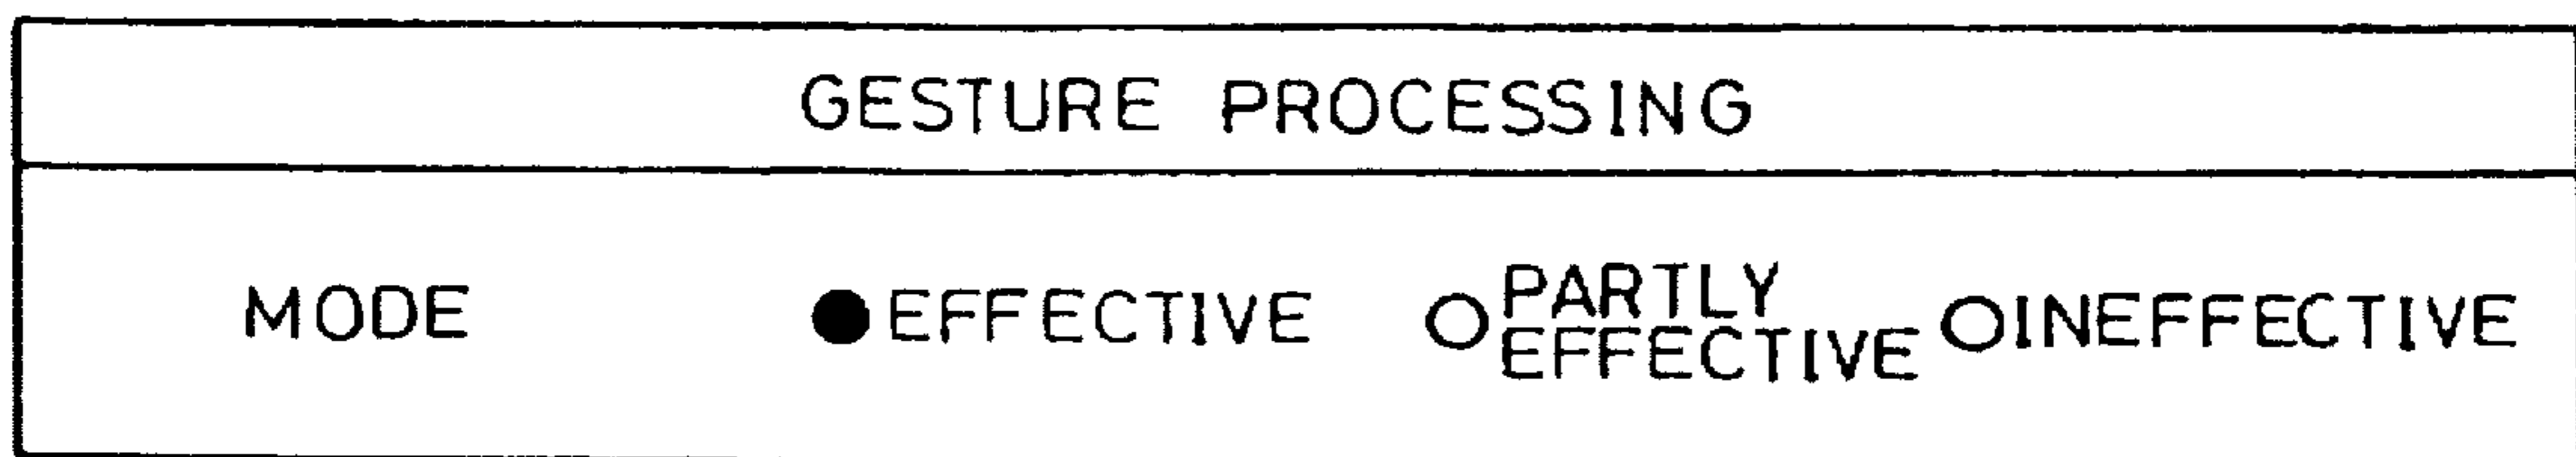 GESTURE PROCESSING
MODE ●EFFECTIVE ○PARTLY EFFECTIVE ○INEFFECTIVE